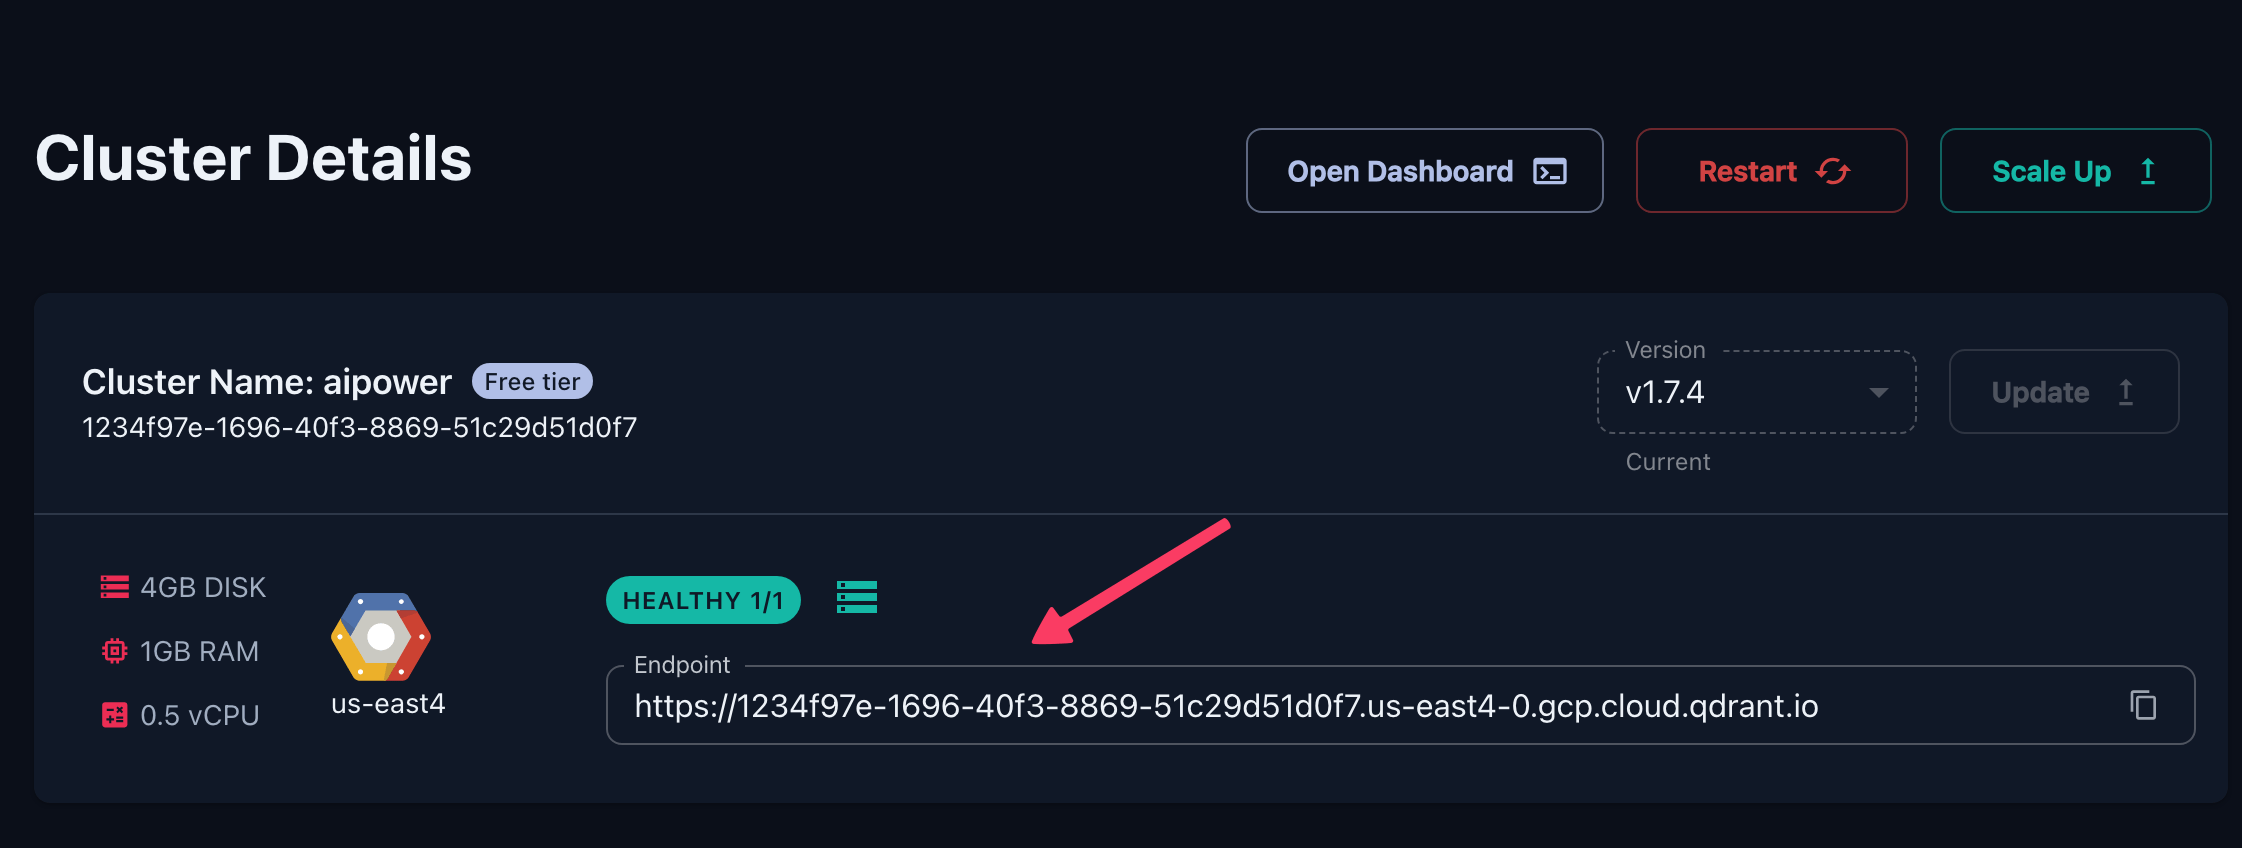 Cluster Details
Open Dashboard
Restart
Scale Up
Cluster Name: aipower
Free tier
1234f97e-1696-40f3-8869-51c29d51d0f7
Version
v1.7.4
Current
Update
4GB DISK
1GB RAM
0.5 vCPU
us-east4
HEALTHY 1/1
Endpoint
https://1234f97e-1696-40f3-8869-51c29d51d0f7.us-east4-0.gcp.cloud.qdrant.io